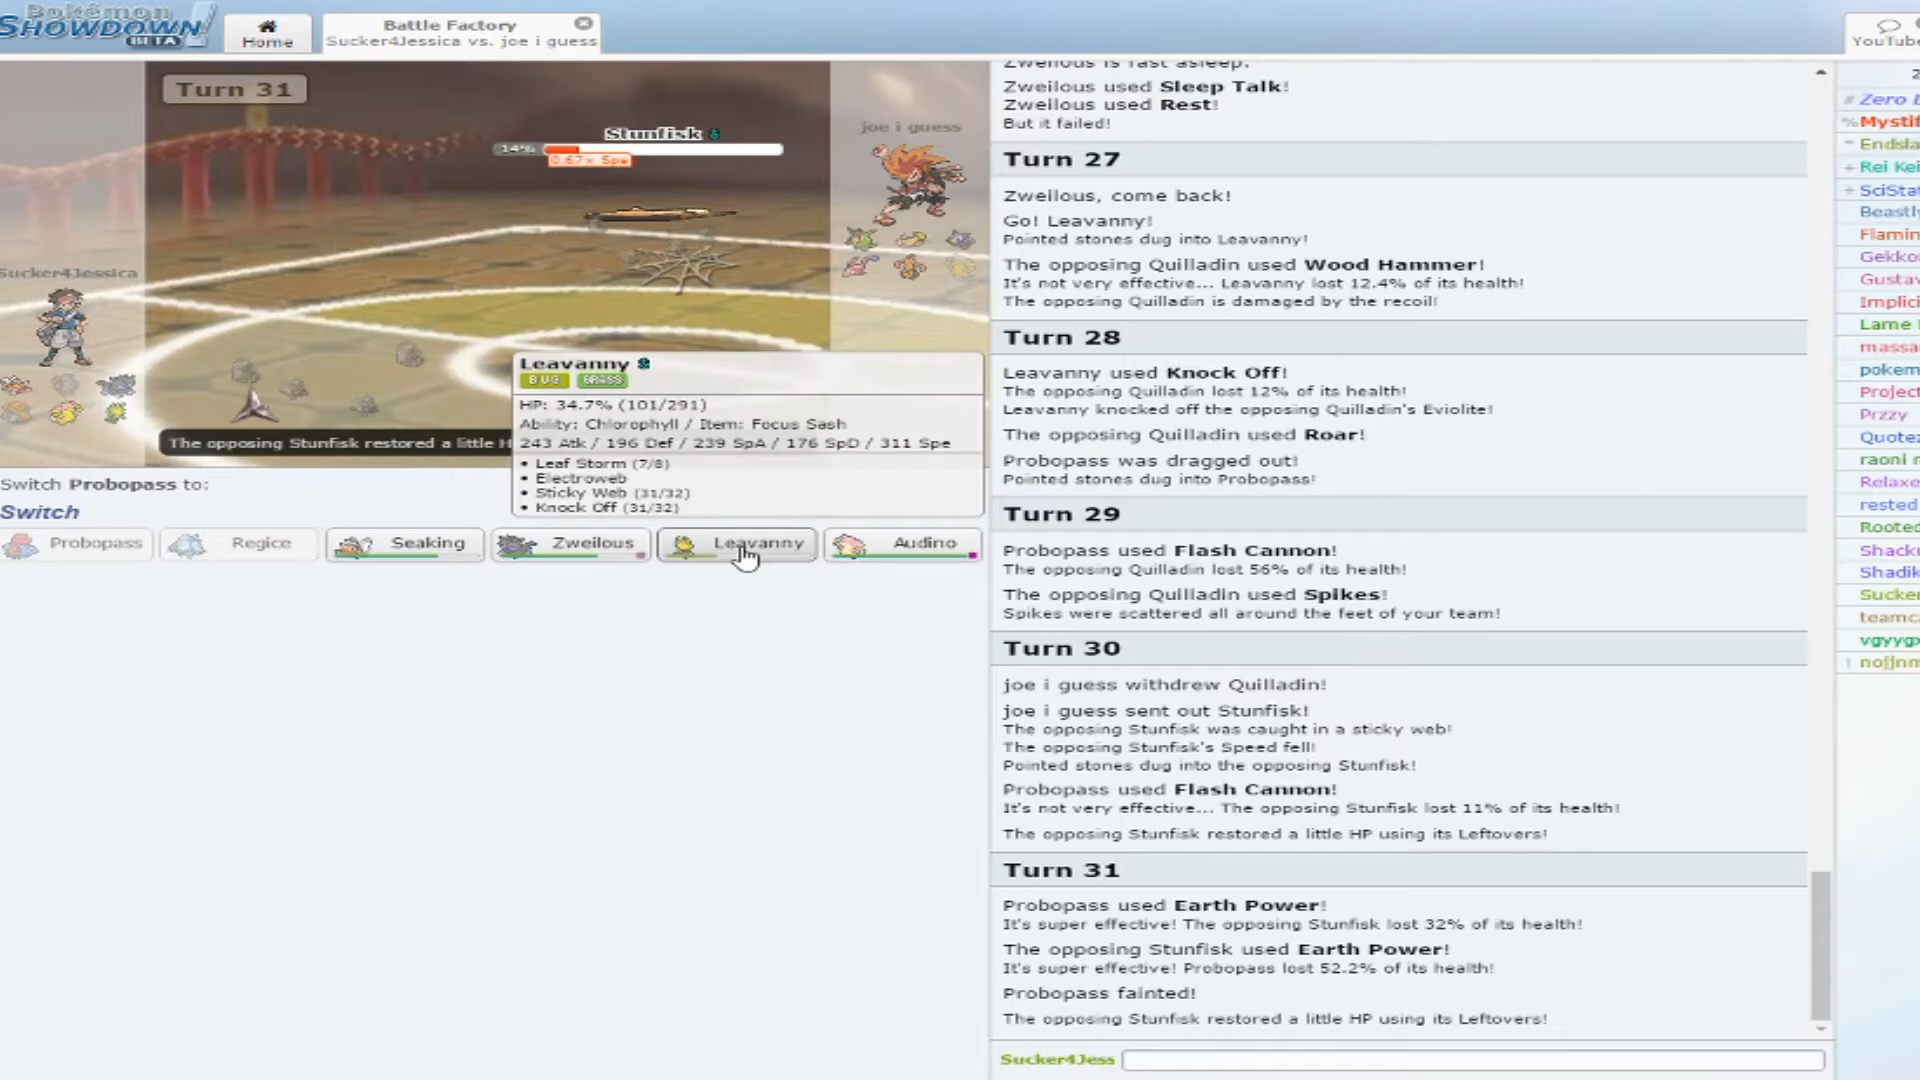 Pokémon
SHOWDOWN
BETA
Home
Battle Factory
Sucker4Jessica vs. joe i guess
YouTube
Turn 31
Stunfisk
14%
0.67x Spe
joe i guess
Sucker4Jessica
The opposing Stunfisk restored a little H
Leavanny
BUG GRASS
HP: 34.7% (101/291)
Ability: Chlorophyll / Item: Focus Sash
243 Atk / 196 Def / 239 SpA / 176 SpD / 311 Spe
• Leaf Storm (7/8)
• Electroweb
• Sticky Web (31/32)
• Knock Off (31/32)
Switch Probopass to:
Switch
Probopass
Regice
Seaking
Zweilous
Leavanny
Audino
Zweilous is fast asleep.
Zweilous used Sleep Talk!
Zweilous used Rest!
But it failed!
Turn 27
Zweilous, come back!
Go! Leavanny!
Pointed stones dug into Leavanny!
The opposing Quilladin used Wood Hammer!
It's not very effective... Leavanny lost 12.4% of its health!
The opposing Quilladin is damaged by the recoil!
Turn 28
Leavanny used Knock Off!
The opposing Quilladin lost 12% of its health!
Leavanny knocked off the opposing Quilladin's Eviolite!
The opposing Quilladin used Roar!
Probopass was dragged out!
Pointed stones dug into Probopass!
Turn 29
Probopass used Flash Cannon!
The opposing Quilladin lost 56% of its health!
The opposing Quilladin used Spikes!
Spikes were scattered all around the feet of your team!
Turn 30
joe i guess withdrew Quilladin!
joe i guess sent out Stunfisk!
The opposing Stunfisk was caught in a sticky web!
The opposing Stunfisk's Speed fell!
Pointed stones dug into the opposing Stunfisk!
Probopass used Flash Cannon!
It's not very effective... The opposing Stunfisk lost 11% of its health!
The opposing Stunfisk restored a little HP using its Leftovers!
Turn 31
Probopass used Earth Power!
It's super effective! The opposing Stunfisk lost 32% of its health!
The opposing Stunfisk used Earth Power!
It's super effective! Probopass lost 52.2% of its health!
Probopass fainted!
The opposing Stunfisk restored a little HP using its Leftovers!
Sucker4Jess
2
# Zero
% Mystif
Endsla
+ Rei Kei
+ SciStat
Beastly
Flamin
Gekko
Gustav
Implici
Lame
massa
pokem
Project
Przzy
Quotez
raoni
Relaxe
rested
Rooted
Shack
Shadik
Sucker
teamc
vgyyg